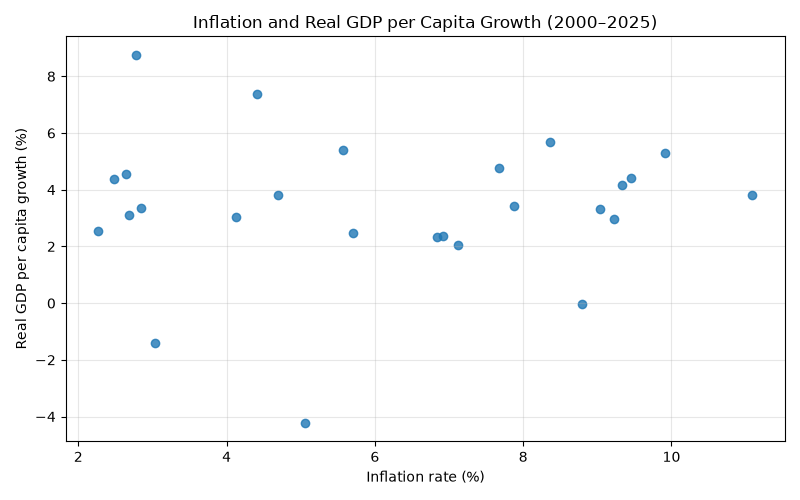 Inflation and Real GDP per Capita Growth (2000–2025)
Real GDP per capita growth (%)
8
6
4
2
0
−2
−4
2 4 6 8 10
Inflation rate (%)